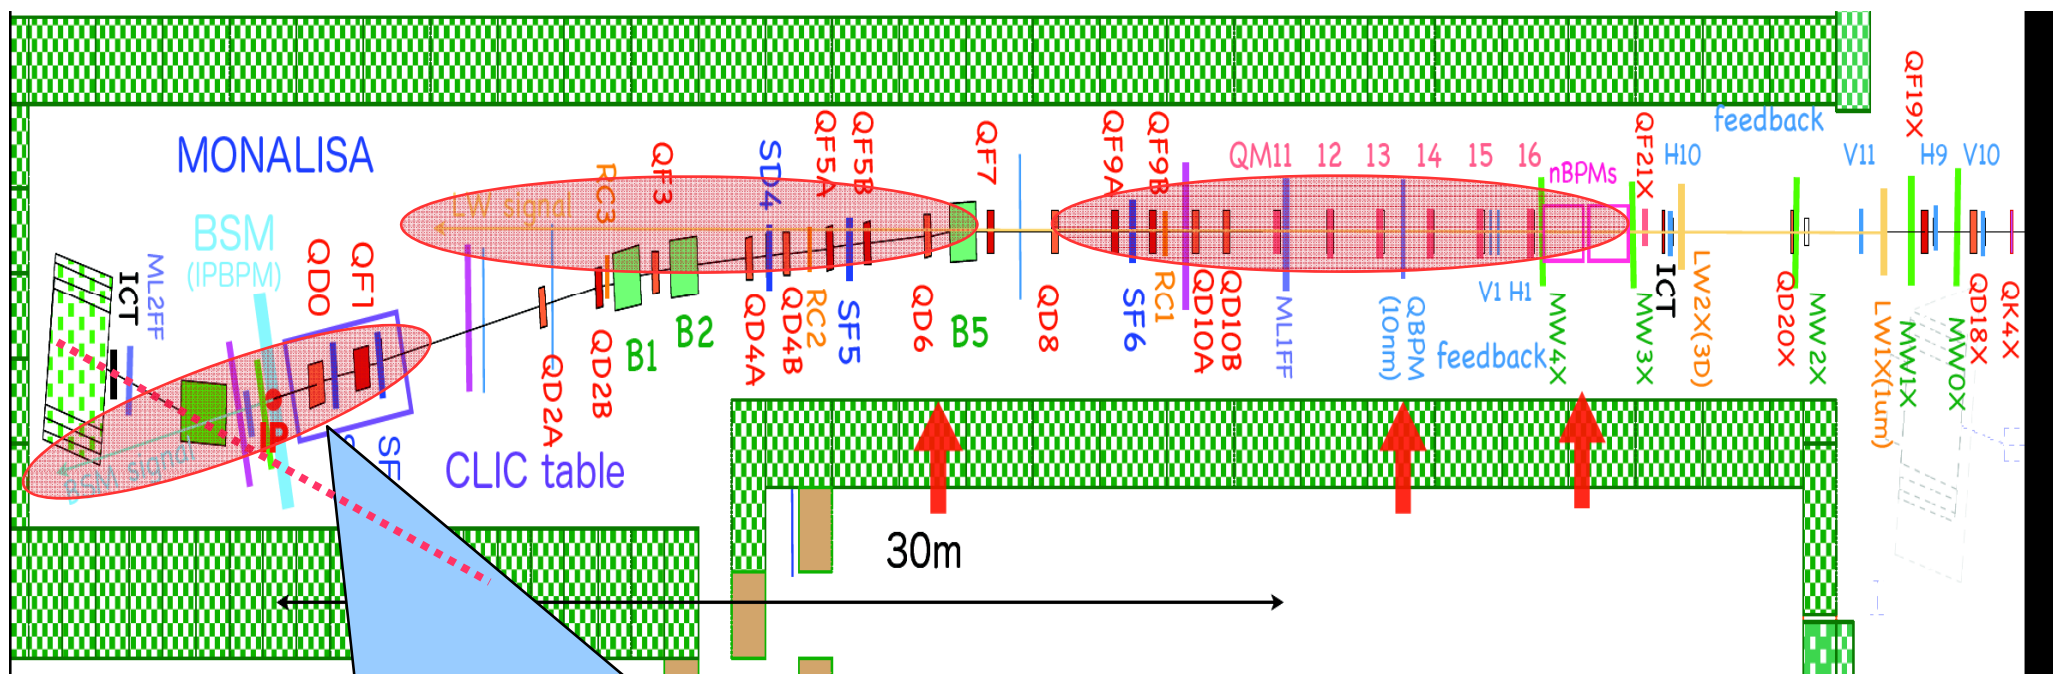 MONALISA
BSM
(IPBPM)
ICT
ML2FF
QD0
QF1
IP
BSM signal
SF
CLIC table
LW signal
RC3
QF3
SD4
QF5A
QF5B
QF7
QD2A
QD2B
B1
B2
QD4A
QD4B
RC2
SF5
QD6
B5
QD8
QF9A
QF9B
QM11
12
13
14
15
16
nBPMs
SF6
RC1
QD10A
QD10B
ML1FF
QBPM
(10nm)
V1 H1
feedback
MW4X
QF21X
H10
feedback
V11
QF19X
H9
V10
MW3X
ICT
LW2X(3D)
QD20X
MW2X
LW1X(1um)
MW1X
MW0X
QD18X
QK4X
30m